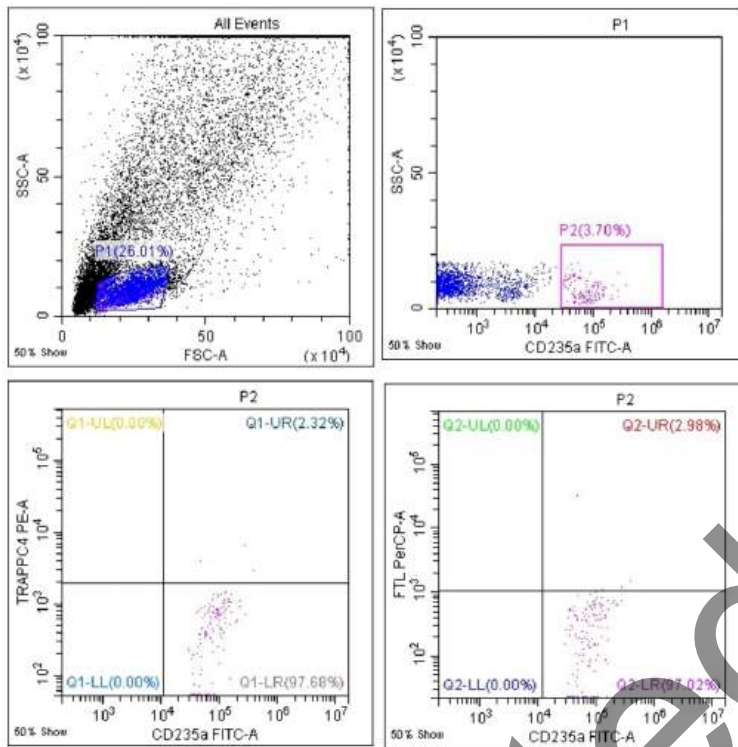 All Events
(x 10⁴)
100
50
0
SSC-A
P1(26.01%)
0
50
100
50% Show
FSC-A
(x 10⁴)
P1
(x 10⁴)
100
50
0
SSC-A
P2(3.70%)
10³
10⁴
10⁵
10⁶
10⁷
50% Show
CD235a FITC-A
P2
Q1-UL(0.00%)
Q1-UR(2.32%)
10⁵
10⁴
10³
10²
TRAPPC4 PE-A
Q1-LL(0.00%)
Q1-LR(97.68%)
10³
10⁴
10⁵
10⁶
10⁷
50% Show
CD235a FITC-A
P2
Q2-UL(0.00%)
Q2-UR(2.98%)
10⁵
10⁴
10³
10²
FTL PerCP-A
Q2-LL(0.00%)
Q2-LR(97.02%)
10³
10⁴
10⁵
10⁶
10⁷
50% Show
CD235a FITC-A